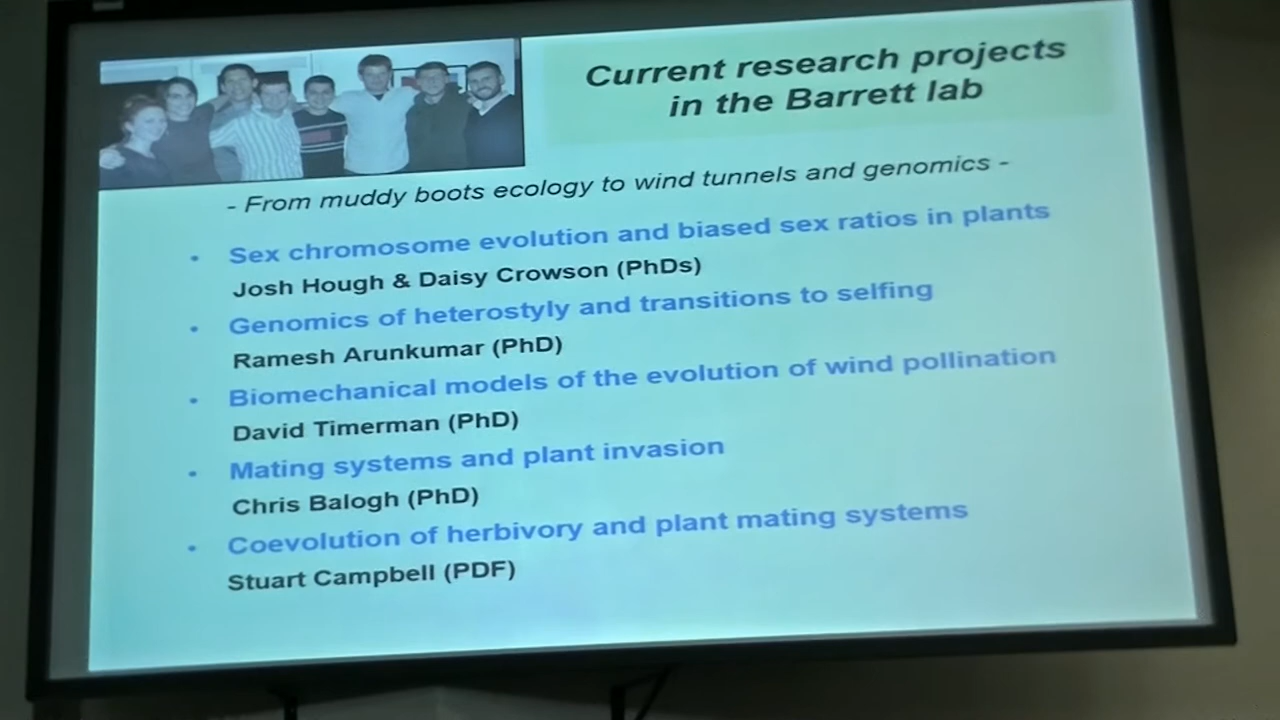 Current research projects
in the Barrett lab
- From muddy boots ecology to wind tunnels and genomics -
• Sex chromosome evolution and biased sex ratios in plants
Josh Hough & Daisy Crowson (PhDs)
• Genomics of heterostyly and transitions to selfing
Ramesh Arunkumar (PhD)
• Biomechanical models of the evolution of wind pollination
David Timerman (PhD)
• Mating systems and plant invasion
Chris Balogh (PhD)
• Coevolution of herbivory and plant mating systems
Stuart Campbell (PDF)